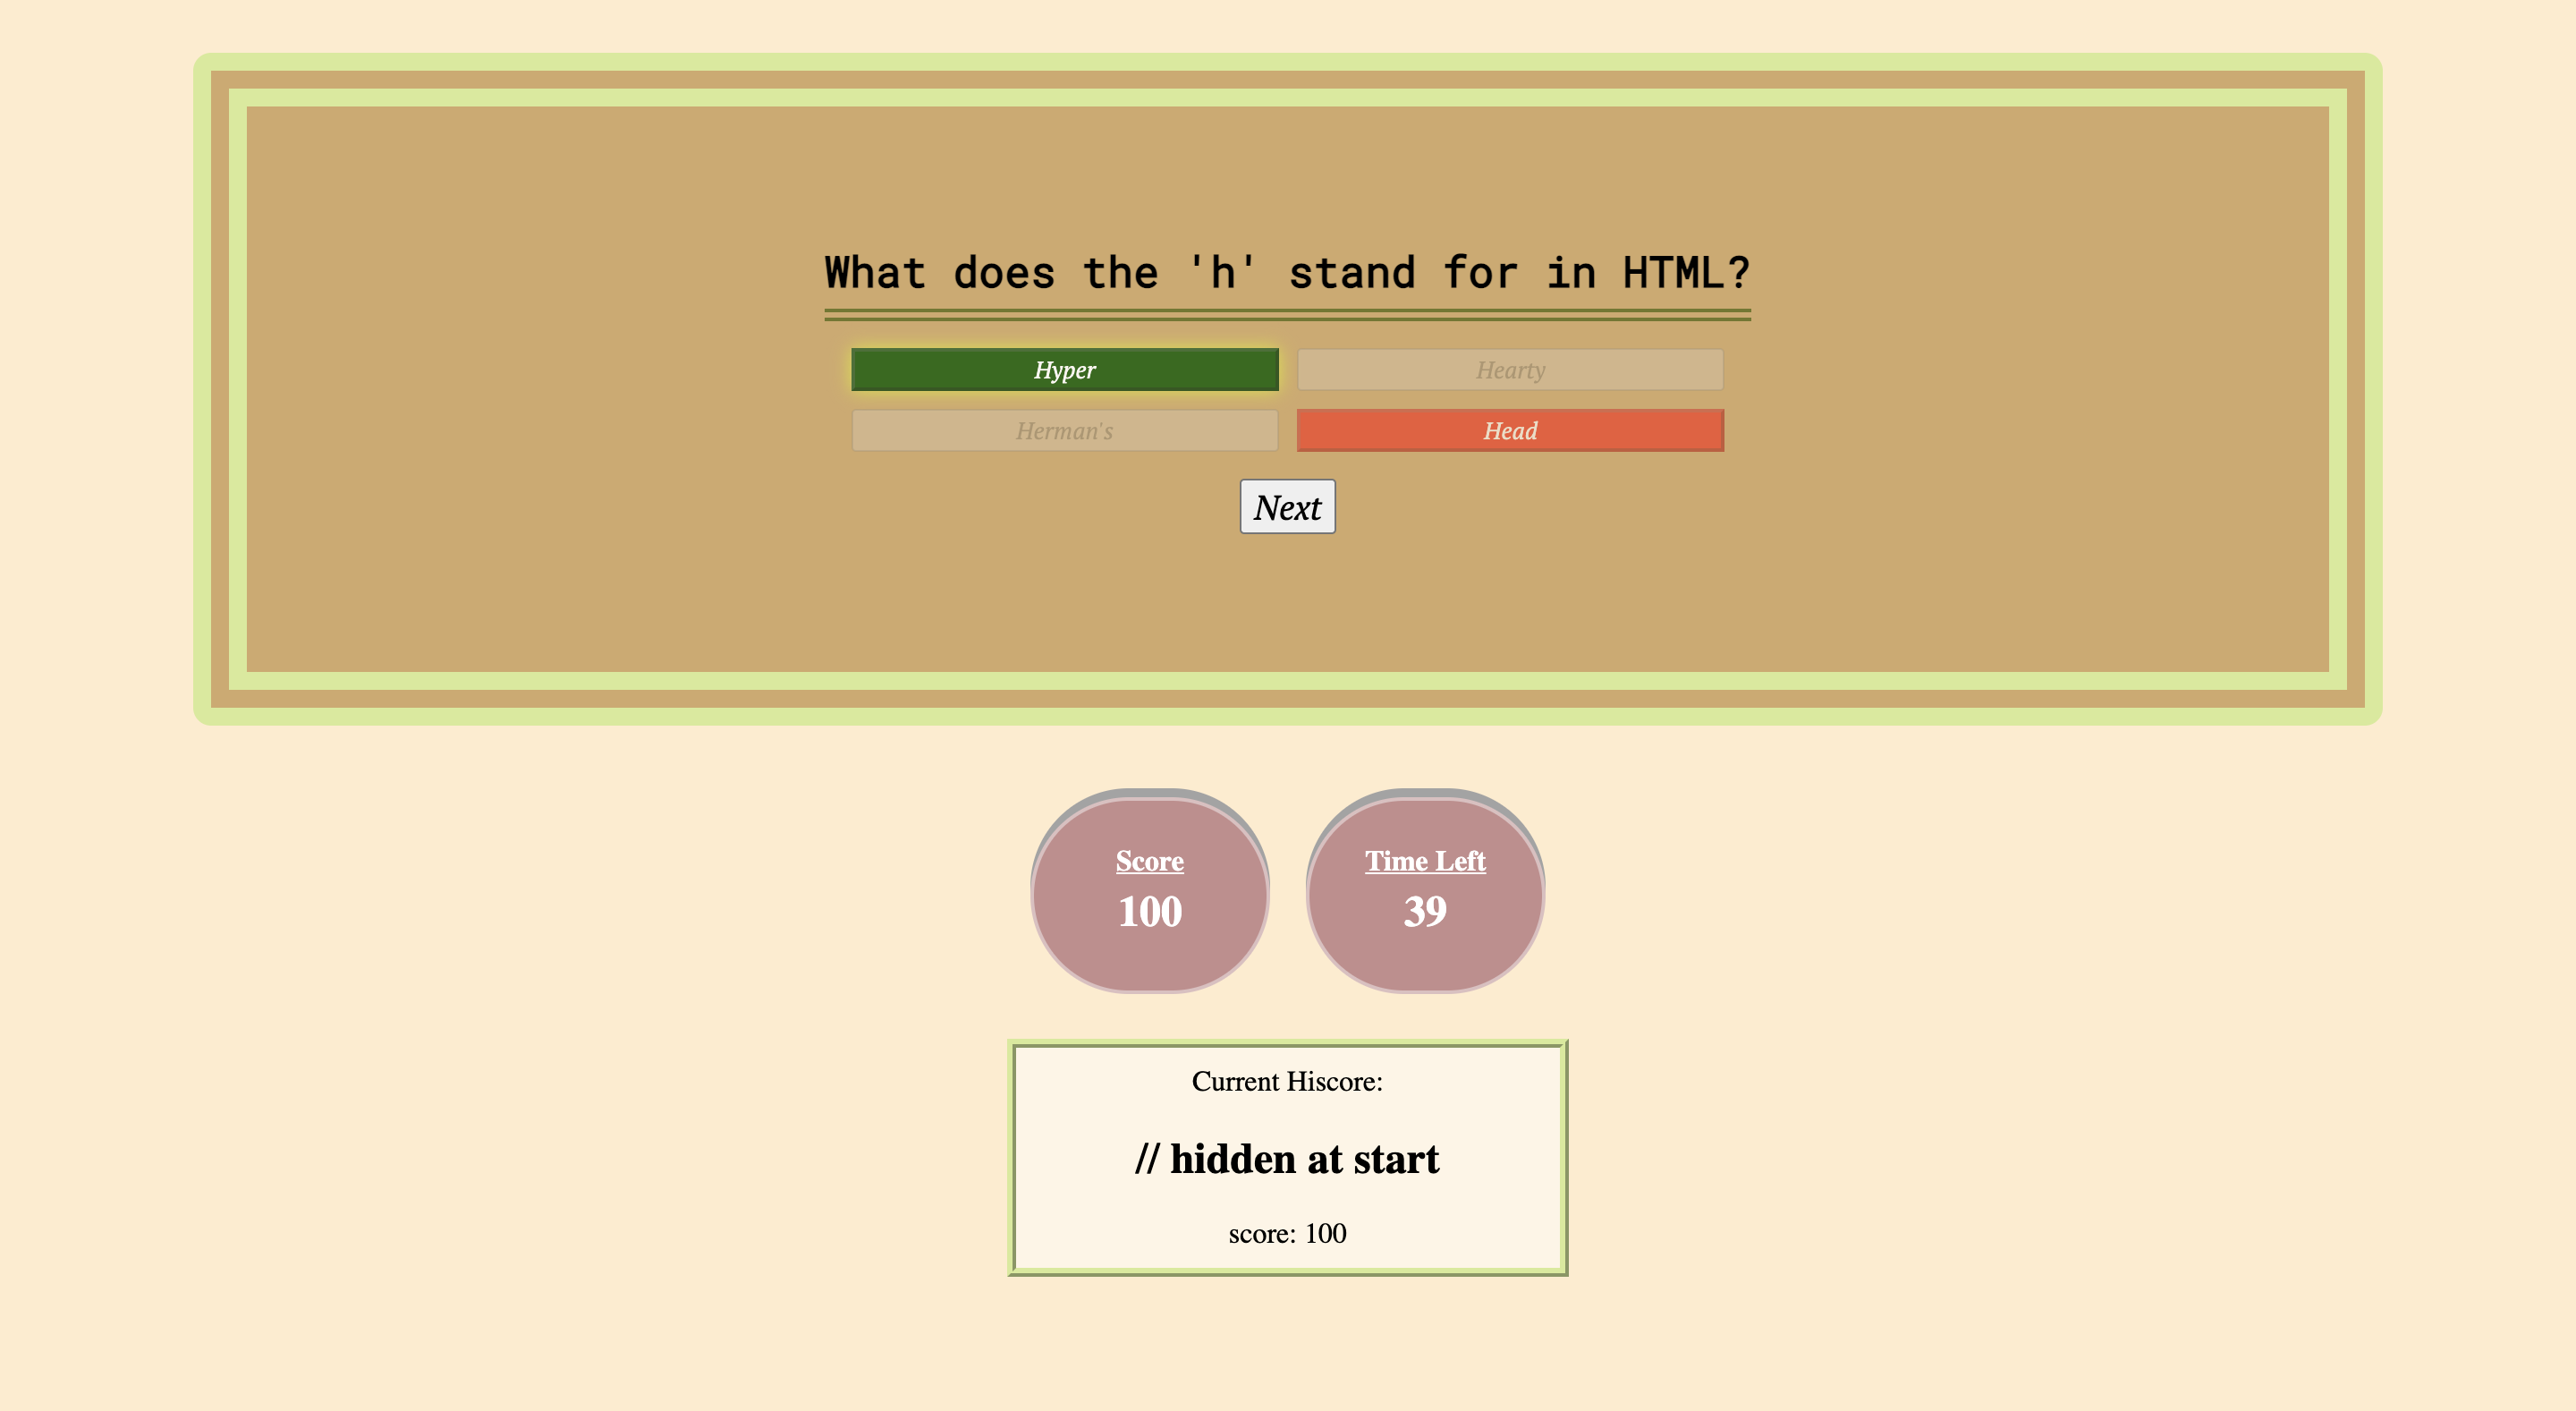 What does the 'h' stand for in HTML?
Hyper
Hearty
Herman's
Head
Next
Score
100
Time Left
39
Current Hiscore:
// hidden at start
score: 100